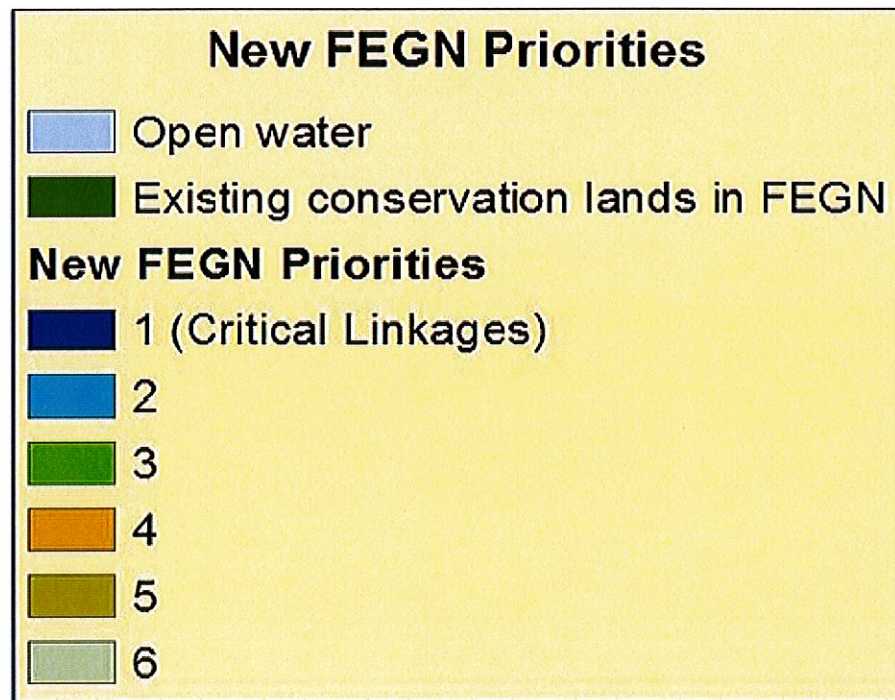 New FEGN Priorities
Open water
Existing conservation lands in FEGN
New FEGN Priorities
1 (Critical Linkages)
2
3
4
5
6